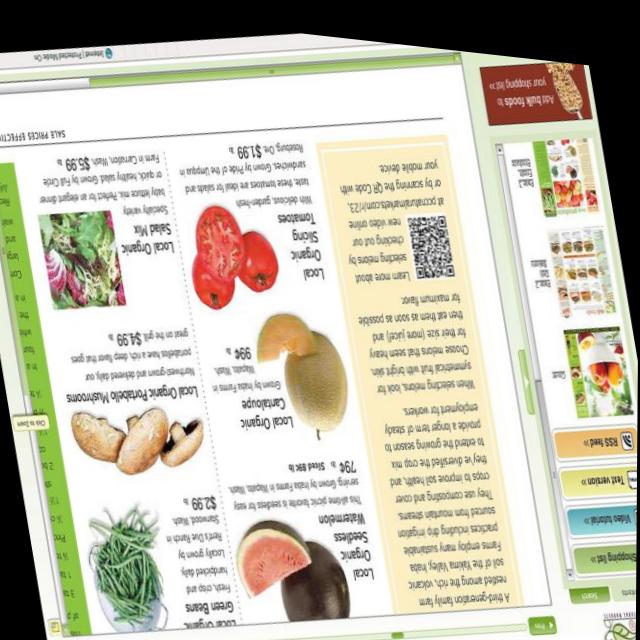 Print
Search
Shopping »
Video tutorial »
Text version »
RSS feed »
Cover
Add bulk foods to
your shopping list »
A third-generation family farm
nestled among the rich, volcanic
soil of the Yakima Valley, Inaba
Farms employ many sustainable
practices including drip irrigation
sourced from mountain streams.
They use composting and cover
crops to improve soil health, and
they've diversified the crop mix
to extend the growing season to
provide a longer term of steady
employment for workers.
When selecting melons, look for
symmetrical fruit with bright skin.
Choose melons that seem heavy
for their size (more juice!) and
then eat them as soon as possible
for maximum flavor.
Learn more about
selecting melons by
checking out our
new video online
at pccnaturalmarkets.com/r/23,
or by scanning the QR Code with
your mobile device.
Local
Organic
Seedless
Watermelon
This all-time picnic favorite is seedless for easy
serving. Grown by Inaba Farms in Wapato, Wash.
79¢ lb Sliced 89¢ lb
Local Organic
Cantaloupe
Grown by Inaba Farms
in Wapato, Wash.
99¢ lb
Local
Organic
Slicing
Tomatoes
With delicious, garden-fresh
taste, these tomatoes are ideal for salads and
sandwiches. Grown by Pride of the Umpqua in
Roseburg, Ore. $1.99 lb
Local Organic
Green Beans
Fresh, crisp and
handpicked daily.
Locally grown by
Rent's Due Ranch in
Stanwood, Wash.
$2.99 lb
Local Organic Portabello Mushrooms
Northwest-grown and delivered daily, our
portabellos have a rich, deep flavor that's
great on the grill. $4.99 lb
Local Organic
Salad Mix
Specialty variety
baby lettuce mix. Perfect for an elegant dinner
or quick, healthy salad. Grown by Full Circle
Farm in Carnation, Wash. $5.99 lb
SALE PRICES EFFECTIV
Click to Zoom
Internet | Protected Mode: On